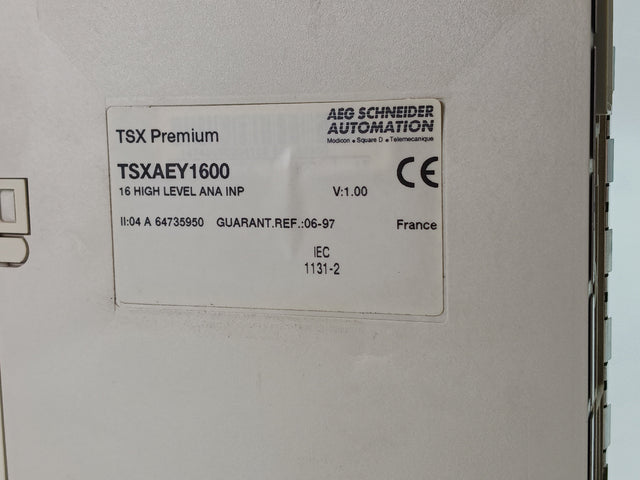 AEG SCHNEIDER
AUTOMATION
Modicon • Square D • Telemecanique
TSX Premium
TSXAEY1600
CE
16 HIGH LEVEL ANA INP V:1.00
II:04 A 64735950 GUARANT.REF.:06-97 France
IEC
1131-2